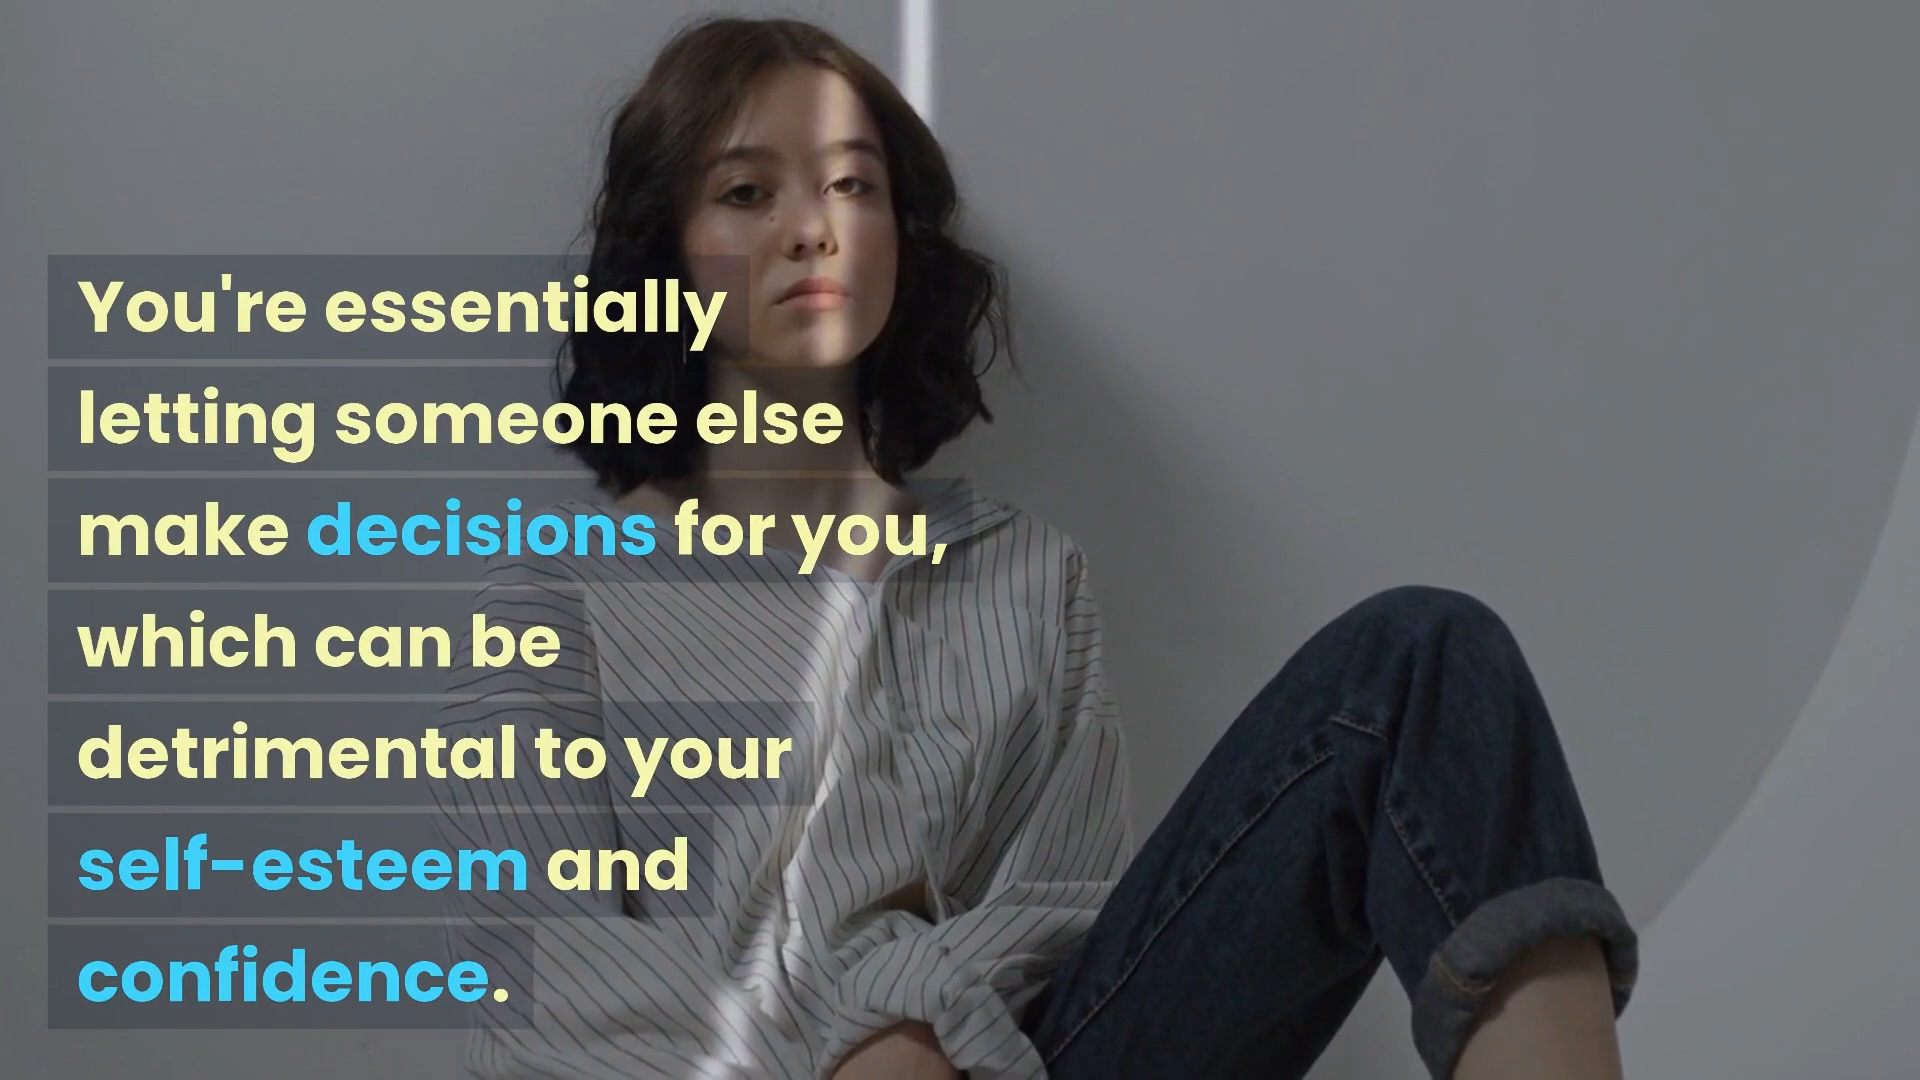 You're essentially
letting someone else
make decisions for you,
which can be
detrimental to your
self-esteem and
confidence.